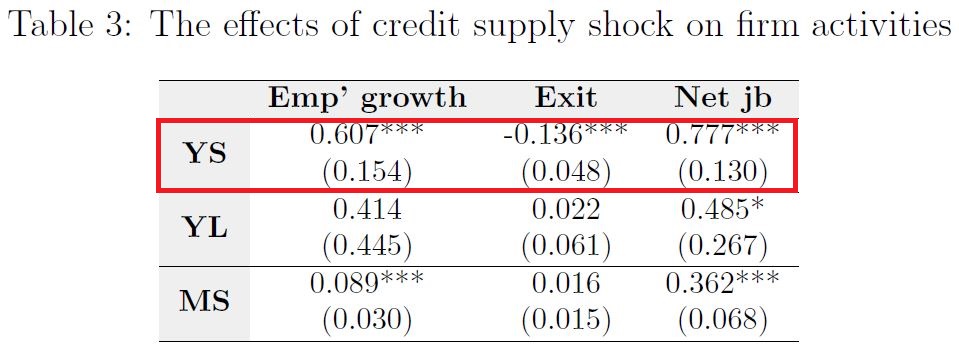 Table 3: The effects of credit supply shock on firm activities
Emp’ growth Exit Net jb
YS 0.607*** -0.136*** 0.777***
(0.154) (0.048) (0.130)
YL 0.414 0.022 0.485*
(0.445) (0.061) (0.267)
MS 0.089*** 0.016 0.362***
(0.030) (0.015) (0.068)